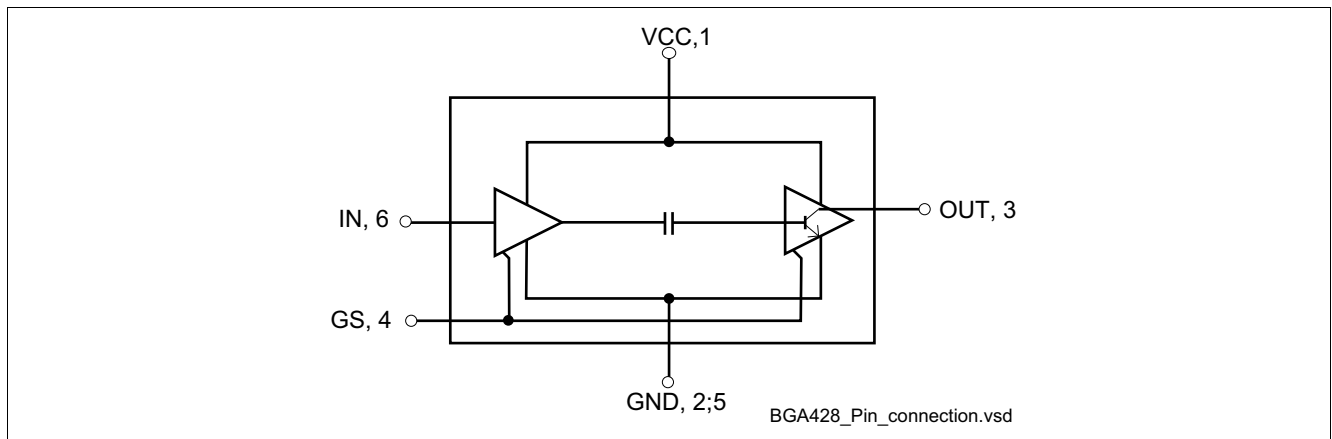 VCC,1
IN, 6
OUT, 3
GS, 4
GND, 2;5
BGA428_Pin_connection.vsd